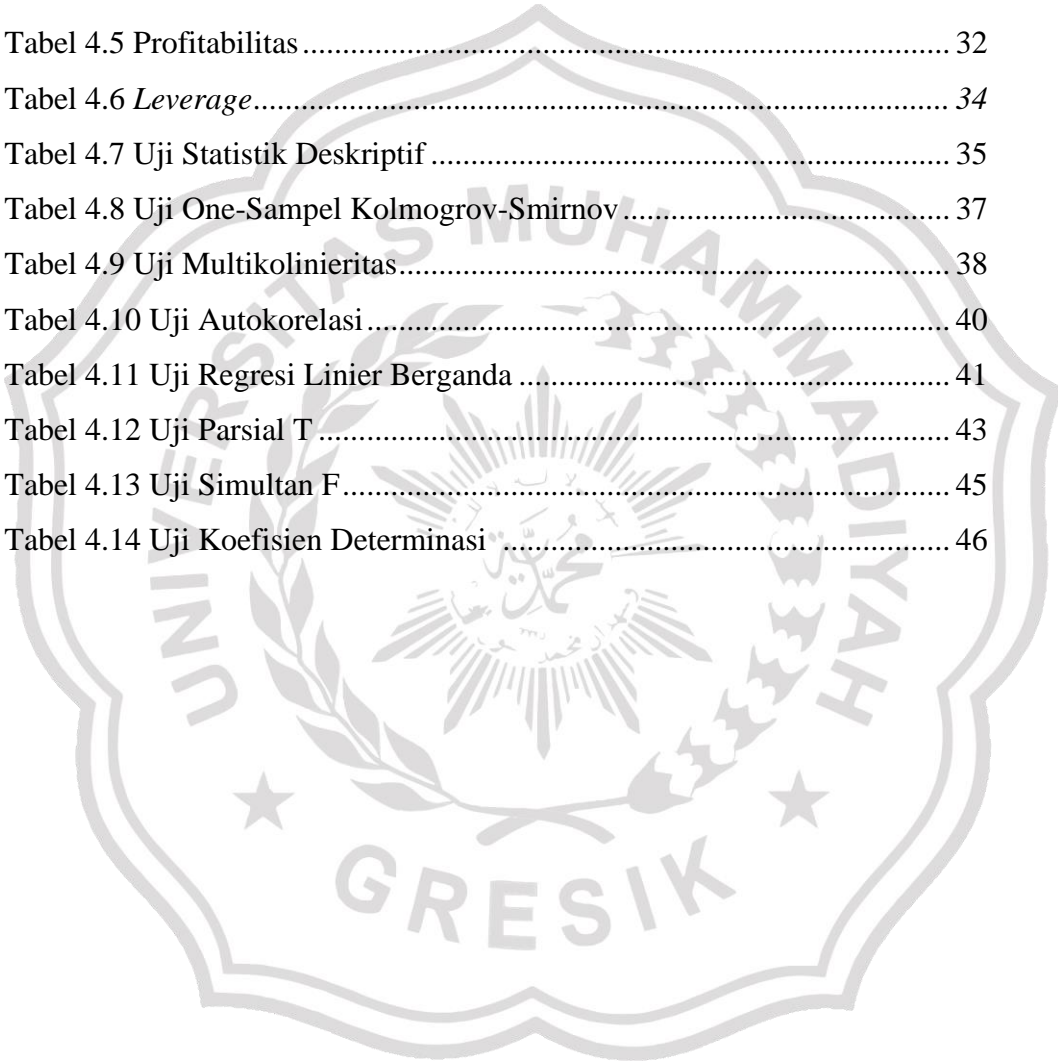 Tabel 4.5 Profitabilitas ........................................................................................ 32
Tabel 4.6 Leverage............................................................................................... 34
Tabel 4.7 Uji Statistik Deskriptif ...................................................................... 35
Tabel 4.8 Uji One-Sampel Kolmogrov-Smirnov ............................................. 37
Tabel 4.9 Uji Multikolinieritas........................................................................... 38
Tabel 4.10 Uji Autokorelasi ............................................................................... 40
Tabel 4.11 Uji Regresi Linier Berganda ........................................................... 41
Tabel 4.12 Uji Parsial T ...................................................................................... 43
Tabel 4.13 Uji Simultan F................................................................................... 45
Tabel 4.14 Uji Koefisien Determinasi .............................................................. 46
UNIVERSITAS MUHAMMADIYAH
محمد
GRESIK